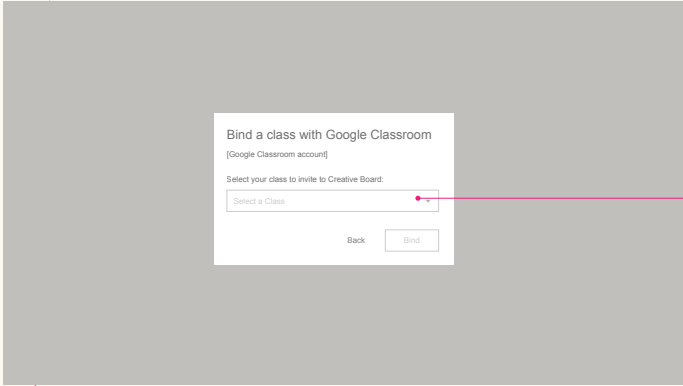 Bind a class with Google Classroom
[Google Classroom account]
Select your class to invite to Creative Board:
Select a Class
Back Bind